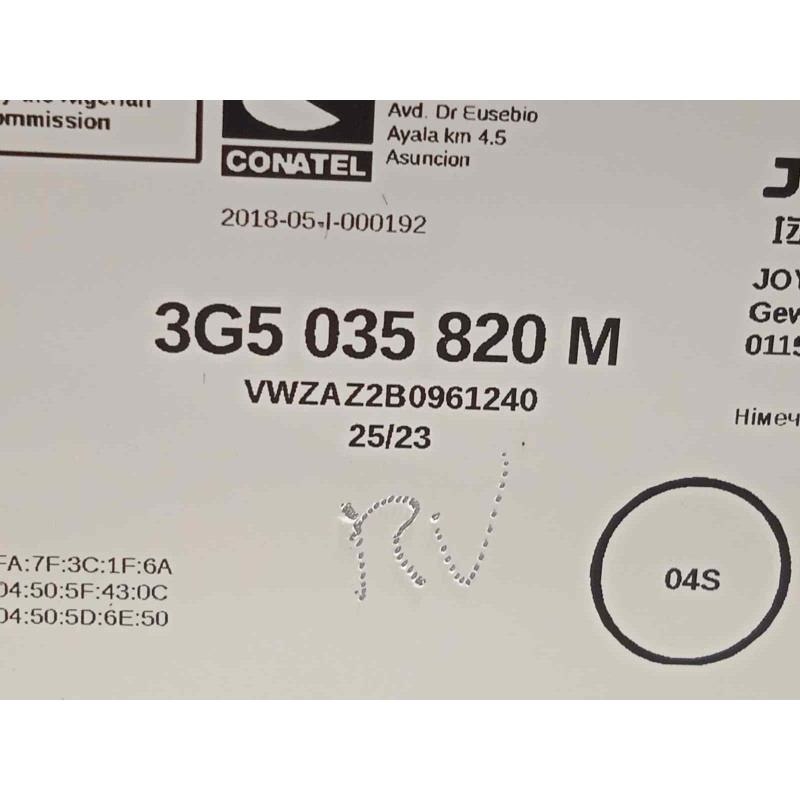 ommission
CONATEL
Avd. Dr Eusebio
Ayala km 4.5
Asuncion
2018-05-I-000192
3G5 035 820 M
VWZAZ2B0961240
25/23
RV
J
JOY
Gew
0115
Німеч
FA:7F:3C:1F:6A
04:50:5F:43:0C
04:50:5D:6E:50
04S